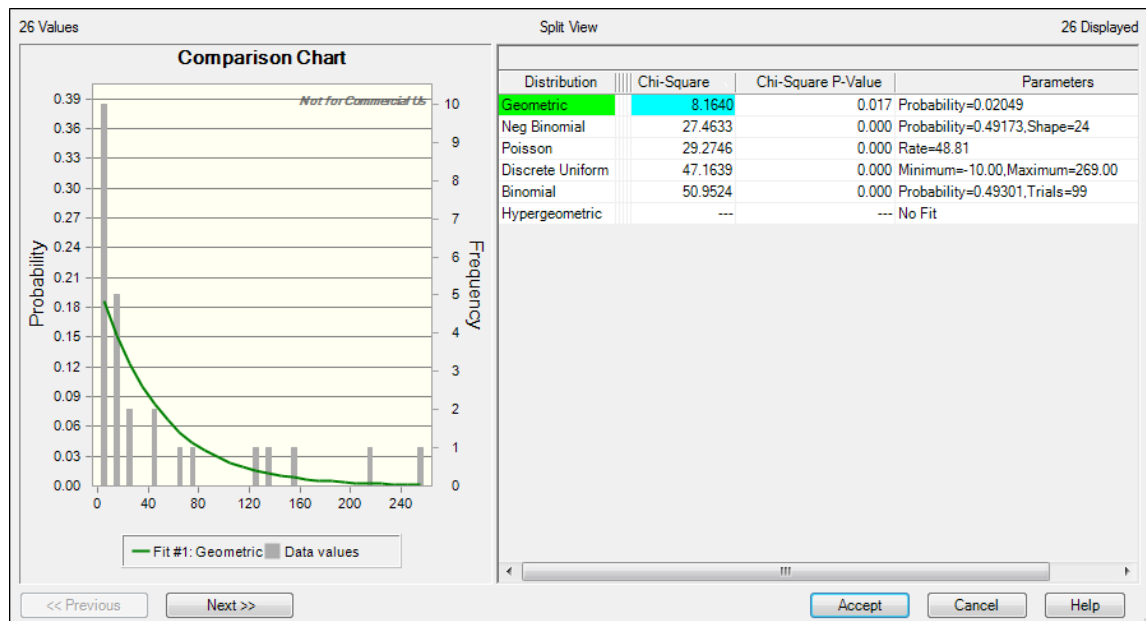 26 Values Split View 26 Displayed
Comparison Chart
Not for Commercial Us
Probability
0.39
0.36
0.33
0.30
0.27
0.24
0.21
0.18
0.15
0.12
0.09
0.06
0.03
0.00
10
9
8
7
6
5
4
3
2
1
0
Frequency
0 40 80 120 160 200 240
Fit #1: Geometric Data values
Distribution Chi-Square Chi-Square P-Value Parameters
Geometric 8.1640 0.017 Probability=0.02049
Neg Binomial 27.4633 0.000 Probability=0.49173,Shape=24
Poisson 29.2746 0.000 Rate=48.81
Discrete Uniform 47.1639 0.000 Minimum=-10.00,Maximum=269.00
Binomial 50.9524 0.000 Probability=0.49301,Trials=99
Hypergeometric --- --- No Fit
<< Previous Next >> Accept Cancel Help